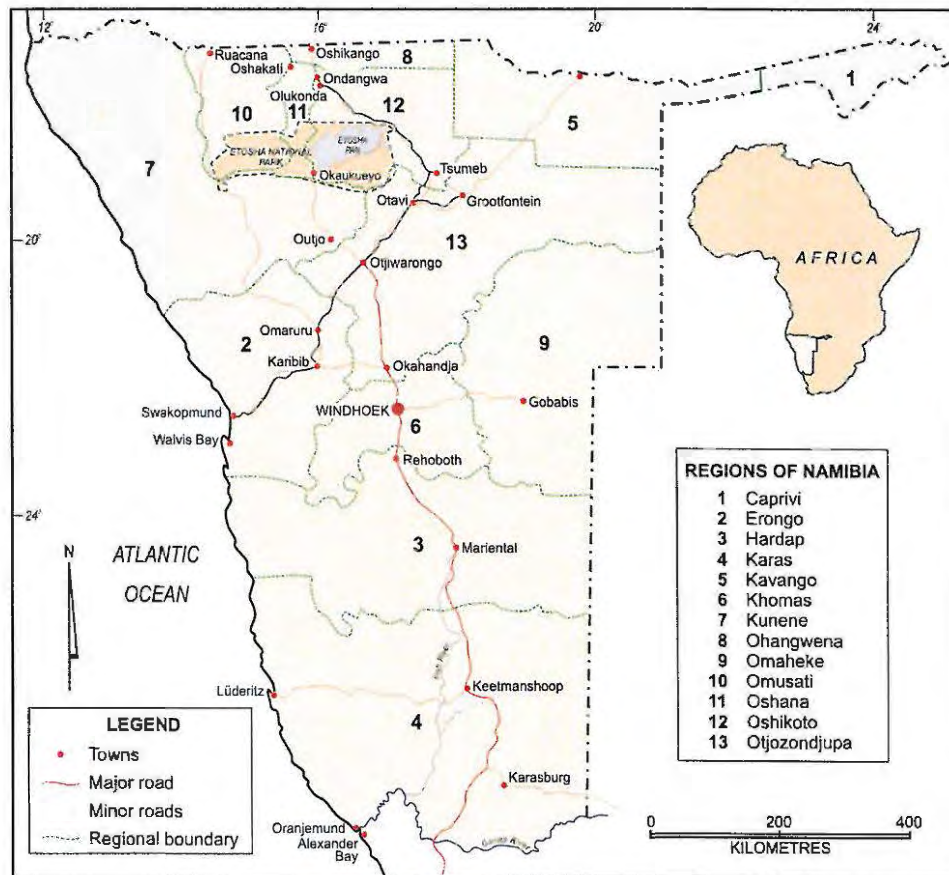 12
16
20
24
Ruacana
Oshikango
Oshakati
8
Ondangwa
Olukonda
1
10
11
12
5
ETOSHA
PAN
ETOSHA NATIONAL
PARK
7
Okaukueyo
Tsumeb
Otavi
Grootfontein
20°
Outjo
13
AFRICA
Otjiwarongo
Omaruru
2
9
Karibib
Okahandja
Swakopmund
WINDHOEK
Gobabis
6
Walvis Bay
Rehoboth
24°
3
Mariental
N
ATLANTIC
OCEAN
Fish River
Lüderitz
Keetmanshoop
4
Karasburg
Oranjemund
Alexander
Bay
River
REGIONS OF NAMIBIA
1 Caprivi
2 Erongo
3 Hardap
4 Karas
5 Kavango
6 Khomas
7 Kunene
8 Ohangwena
9 Omaheke
10 Omusati
11 Oshana
12 Oshikoto
13 Otjozondjupa
LEGEND
Towns
Major road
Minor roads
Regional boundary
0 200 400
KILOMETRES